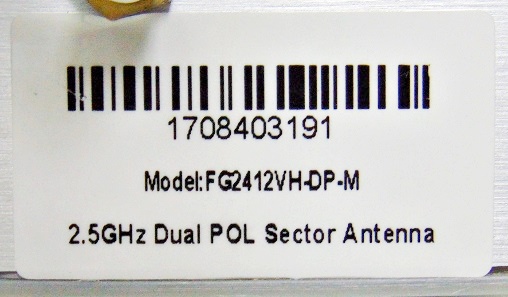 1708403191
Model:FG2412VH-DP-M
2.5GHz Dual POL Sector Antenna